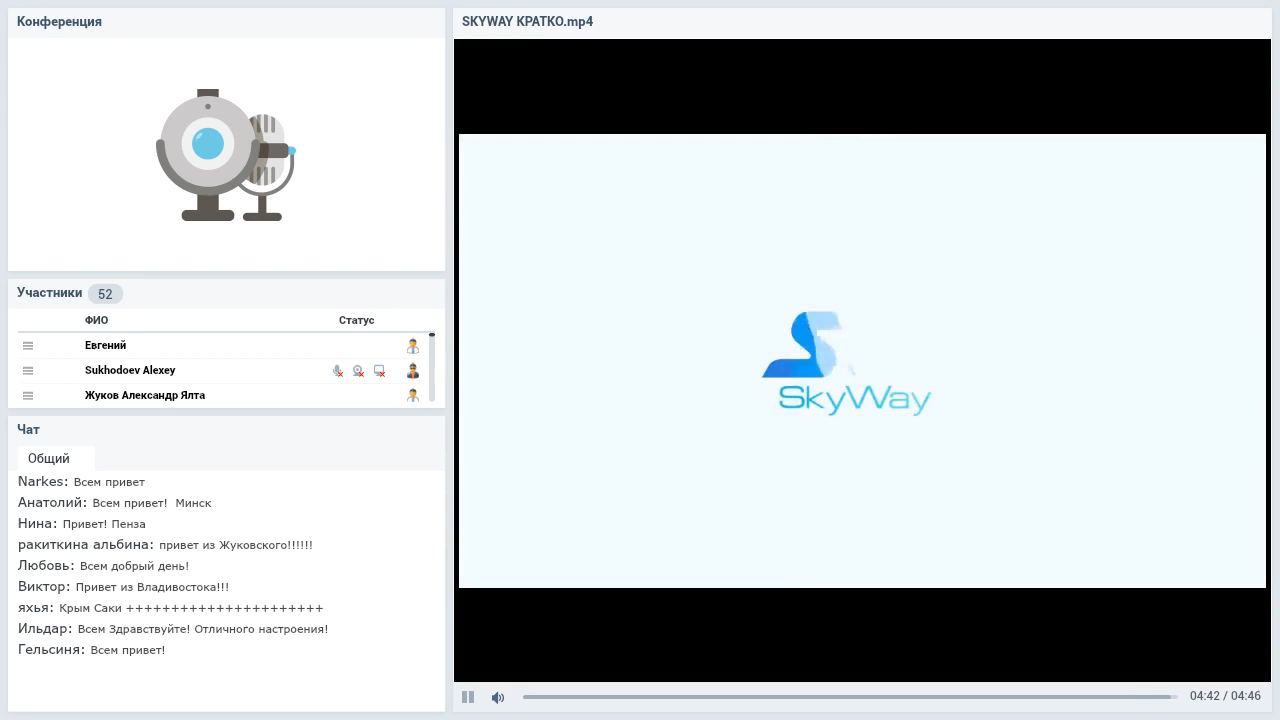 Конференция
Участники 52
ФИО Статус
Евгений
Sukhodoev Alexey
Жуков Александр Ялта
Чат
Общий
Narkes: Всем привет
Анатолий: Всем привет! Минск
Нина: Привет! Пенза
ракиткина альбина: привет из Жуковского!!!!!!
Любовь: Всем добрый день!
Виктор: Привет из Владивостока!!!
яхья: Крым Саки ++++++++++++++++++++++
Ильдар: Всем Здравствуйте! Отличного настроения!
Гельсиня: Всем привет!
SKYWAY КРАТКО.mp4
SkyWay
04:42 / 04:46